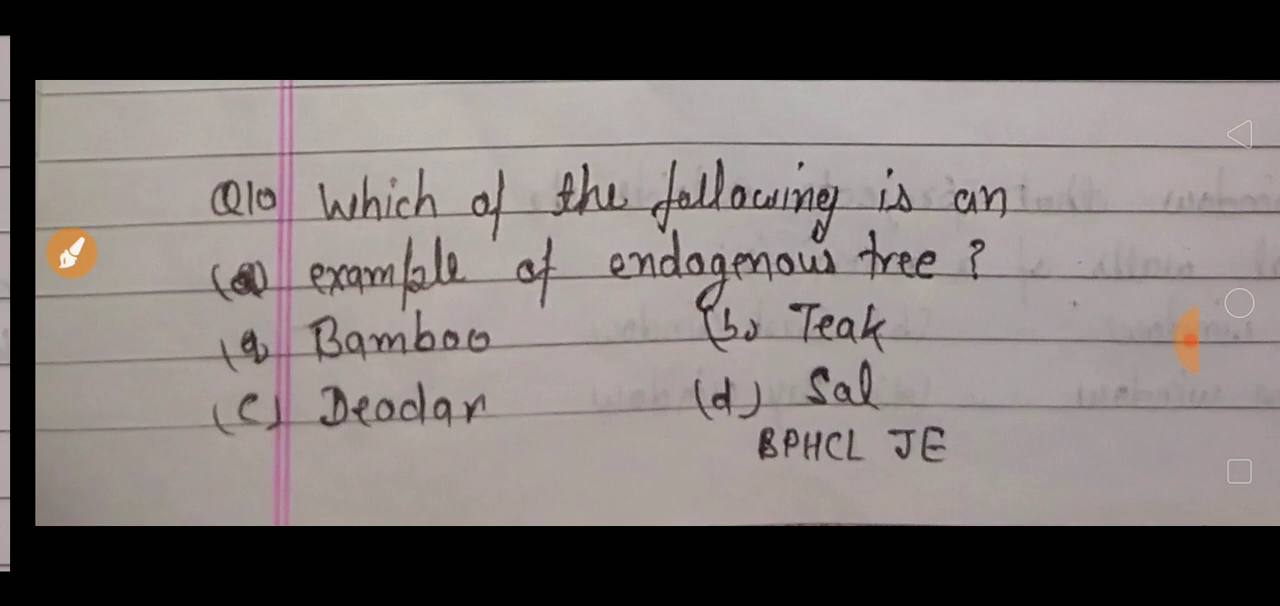 Q10 Which of the following is an
(a) example of endogenous tree ?
(a) Bamboo (b) Teak
(c) Deodar (d) Sal
BPHCL JE